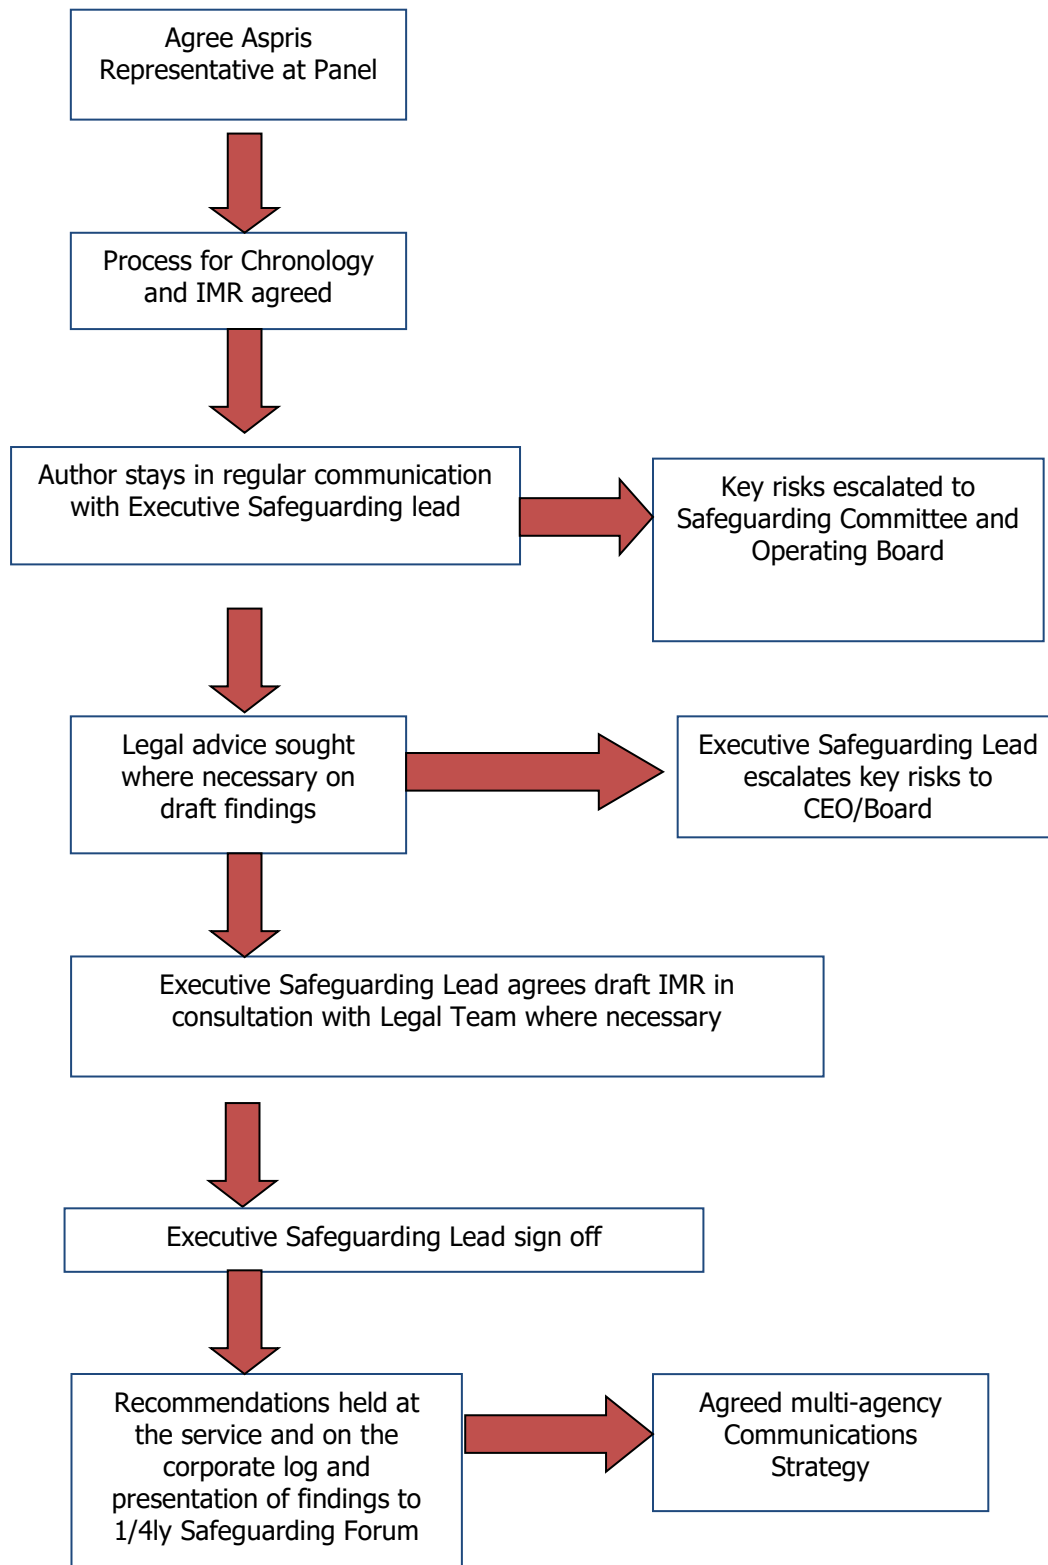 Agree Aspris
Representative at Panel
Process for Chronology
and IMR agreed
Author stays in regular communication
with Executive Safeguarding lead
Key risks escalated to
Safeguarding Committee and
Operating Board
Legal advice sought
where necessary on
draft findings
Executive Safeguarding Lead
escalates key risks to
CEO/Board
Executive Safeguarding Lead agrees draft IMR in
consultation with Legal Team where necessary
Executive Safeguarding Lead sign off
Recommendations held at
the service and on the
corporate log and
presentation of findings to
1/4ly Safeguarding Forum
Agreed multi-agency
Communications
Strategy